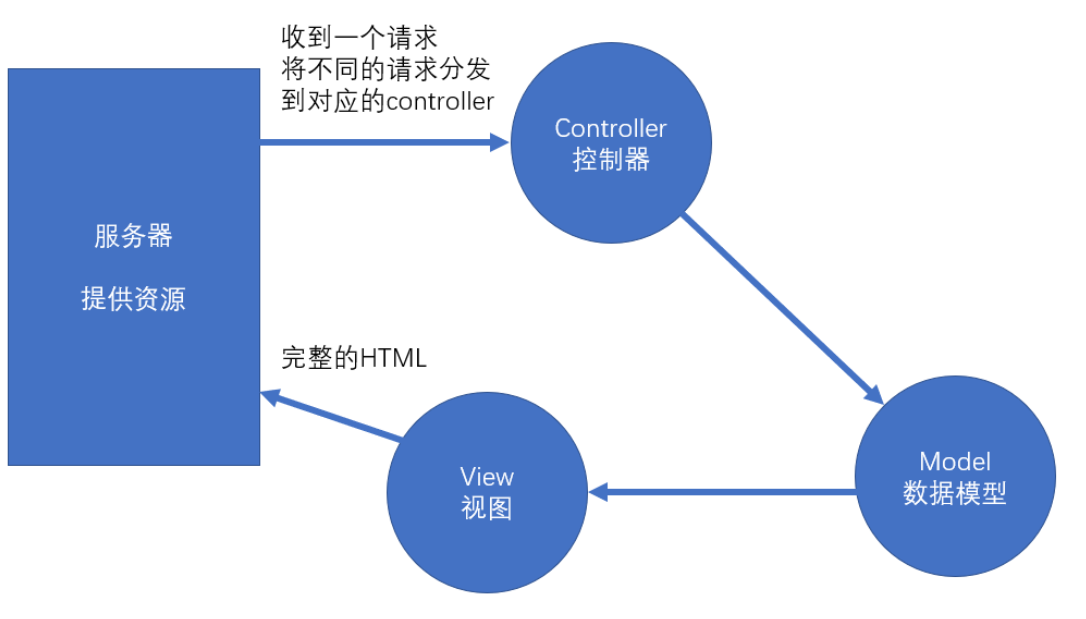 收到一个请求
将不同的请求分发
到对应的controller
Controller
控制器
服务器
提供资源
完整的HTML
View
视图
Model
数据模型